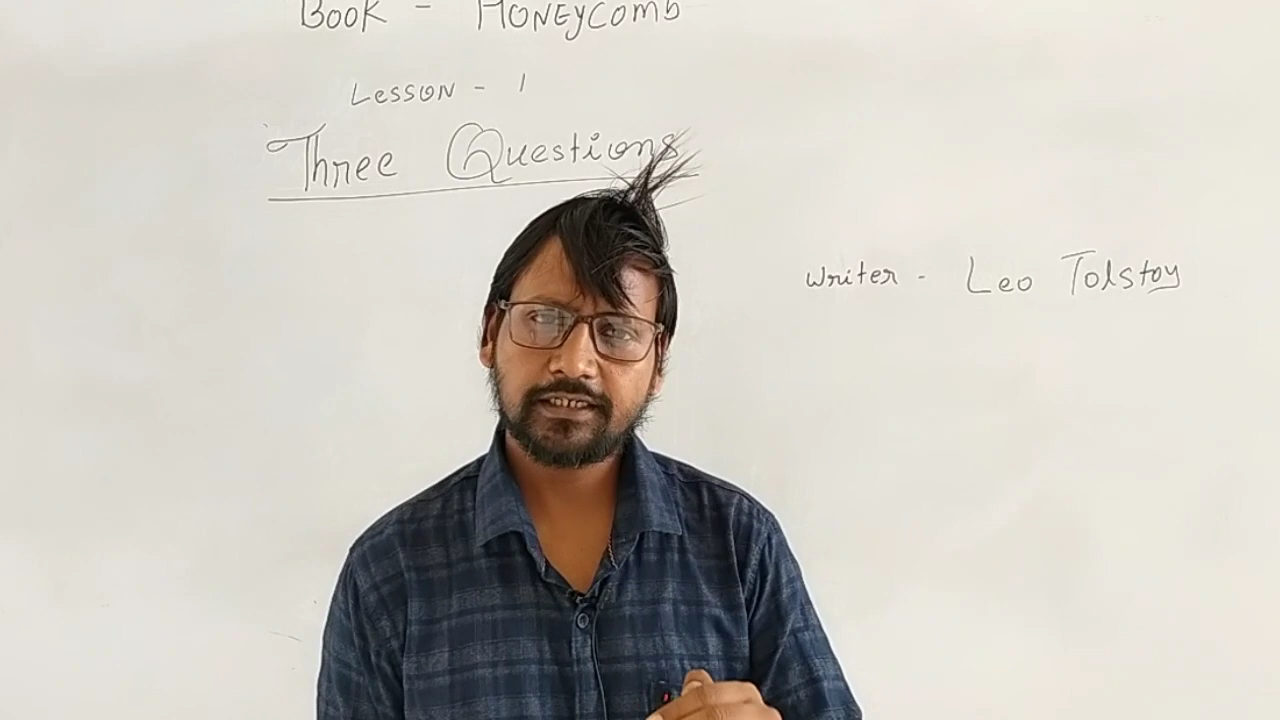 Book - HONEYCOMB
Lesson - 1
Three Questions
Writer - Leo Tolstoy